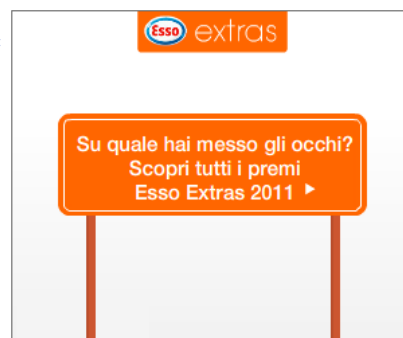 Esso extras
Su quale hai messo gli occhi?
Scopri tutti i premi
Esso Extras 2011